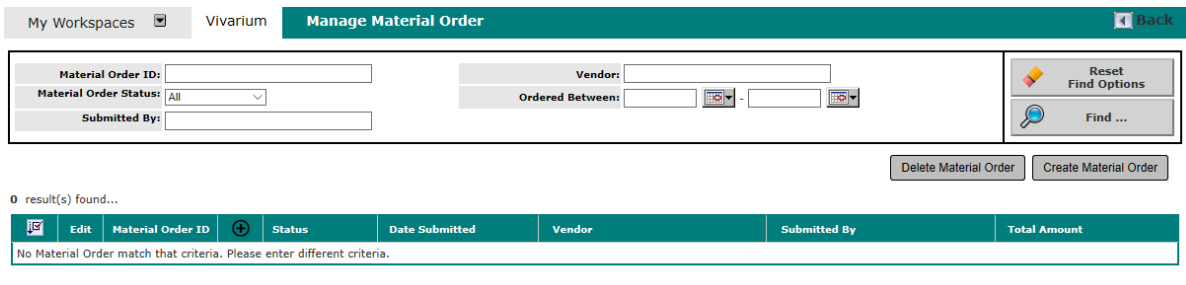 My Workspaces Vivarium Manage Material Order Back
Material Order ID: Vendor:
Material Order Status: All Ordered Between: -
Submitted By:
Reset
Find Options
Find ...
Delete Material Order Create Material Order
0 result(s) found...
Edit Material Order ID Status Date Submitted Vendor Submitted By Total Amount
No Material Order match that criteria. Please enter different criteria.